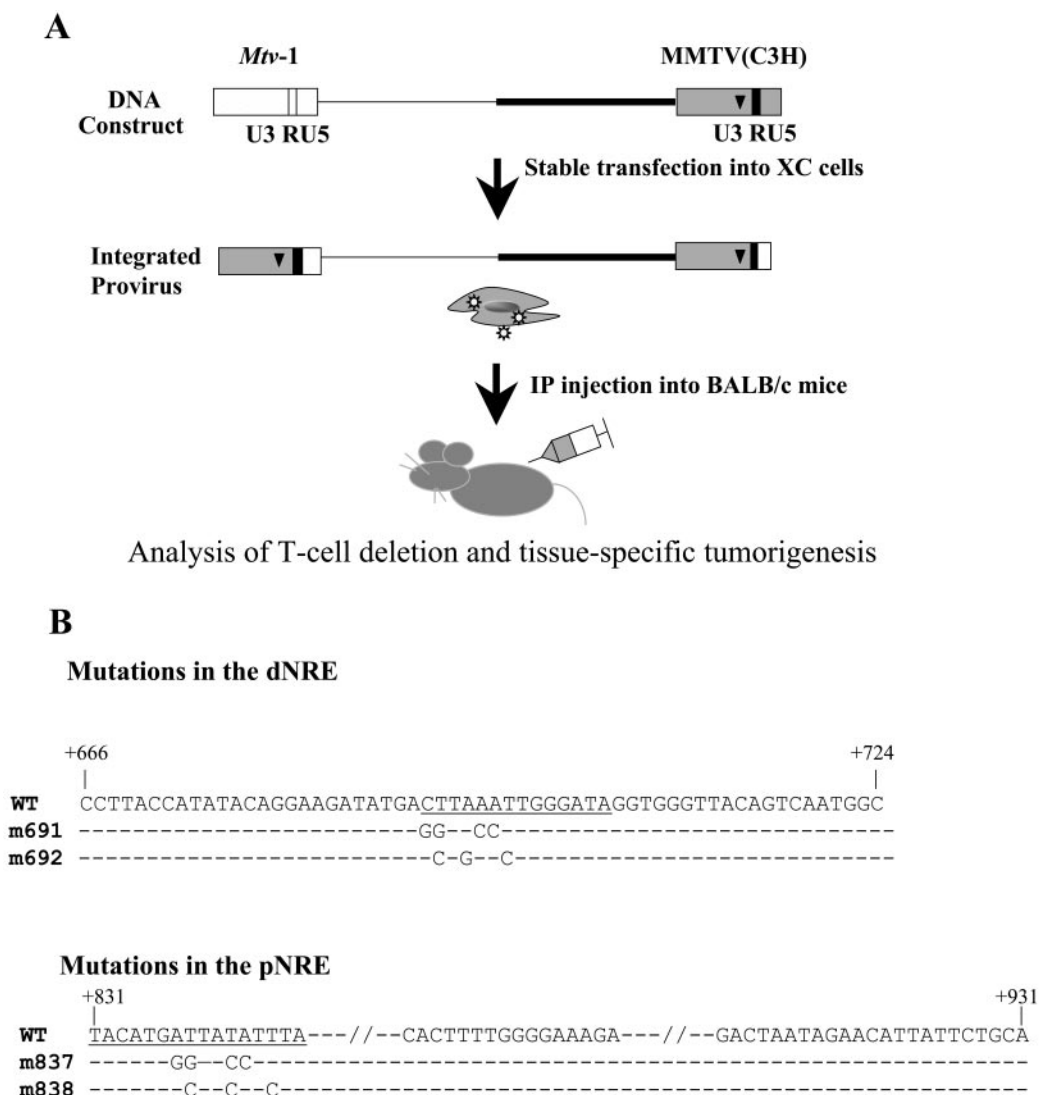 A
Mtv-1
MMTV(C3H)
DNA Construct
U3 RU5
U3 RU5
Stable transfection into XC cells
Integrated Provirus
IP injection into BALB/c mice
Analysis of T-cell deletion and tissue-specific tumorigenesis
B
Mutations in the dNRE
+666
+724
WT CCTTACCATATACAGGAAGATATGACTTAAATTGGGATAGGTGGGTTACAGTCAATGGC
m691 -------------------------GG--CC------------------------------
m692 --------------------------C-G--C-----------------------------
Mutations in the pNRE
+831
+931
WT TACATGATTATATTTA---//--CACTTTTGGGGAAAGA---//--GACTAATAGAACATTATTCTGCA
m837 ------GG--CC---------------------------------------------------------
m838 -------C--C--C-------------------------------------------------------